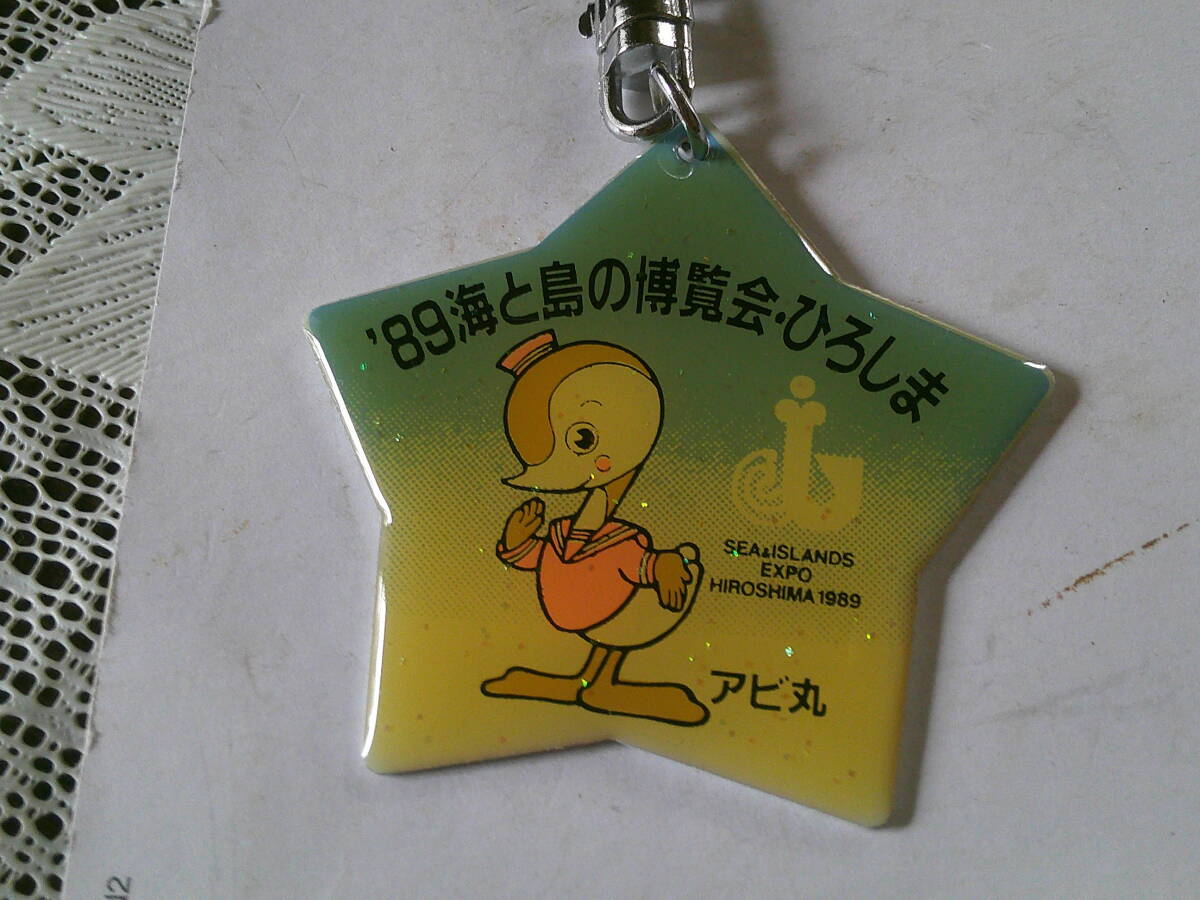 '89海と島の博覧会・ひろしま
SEA&ISLANDS
EXPO
HIROSHIMA 1989
アビ丸
12